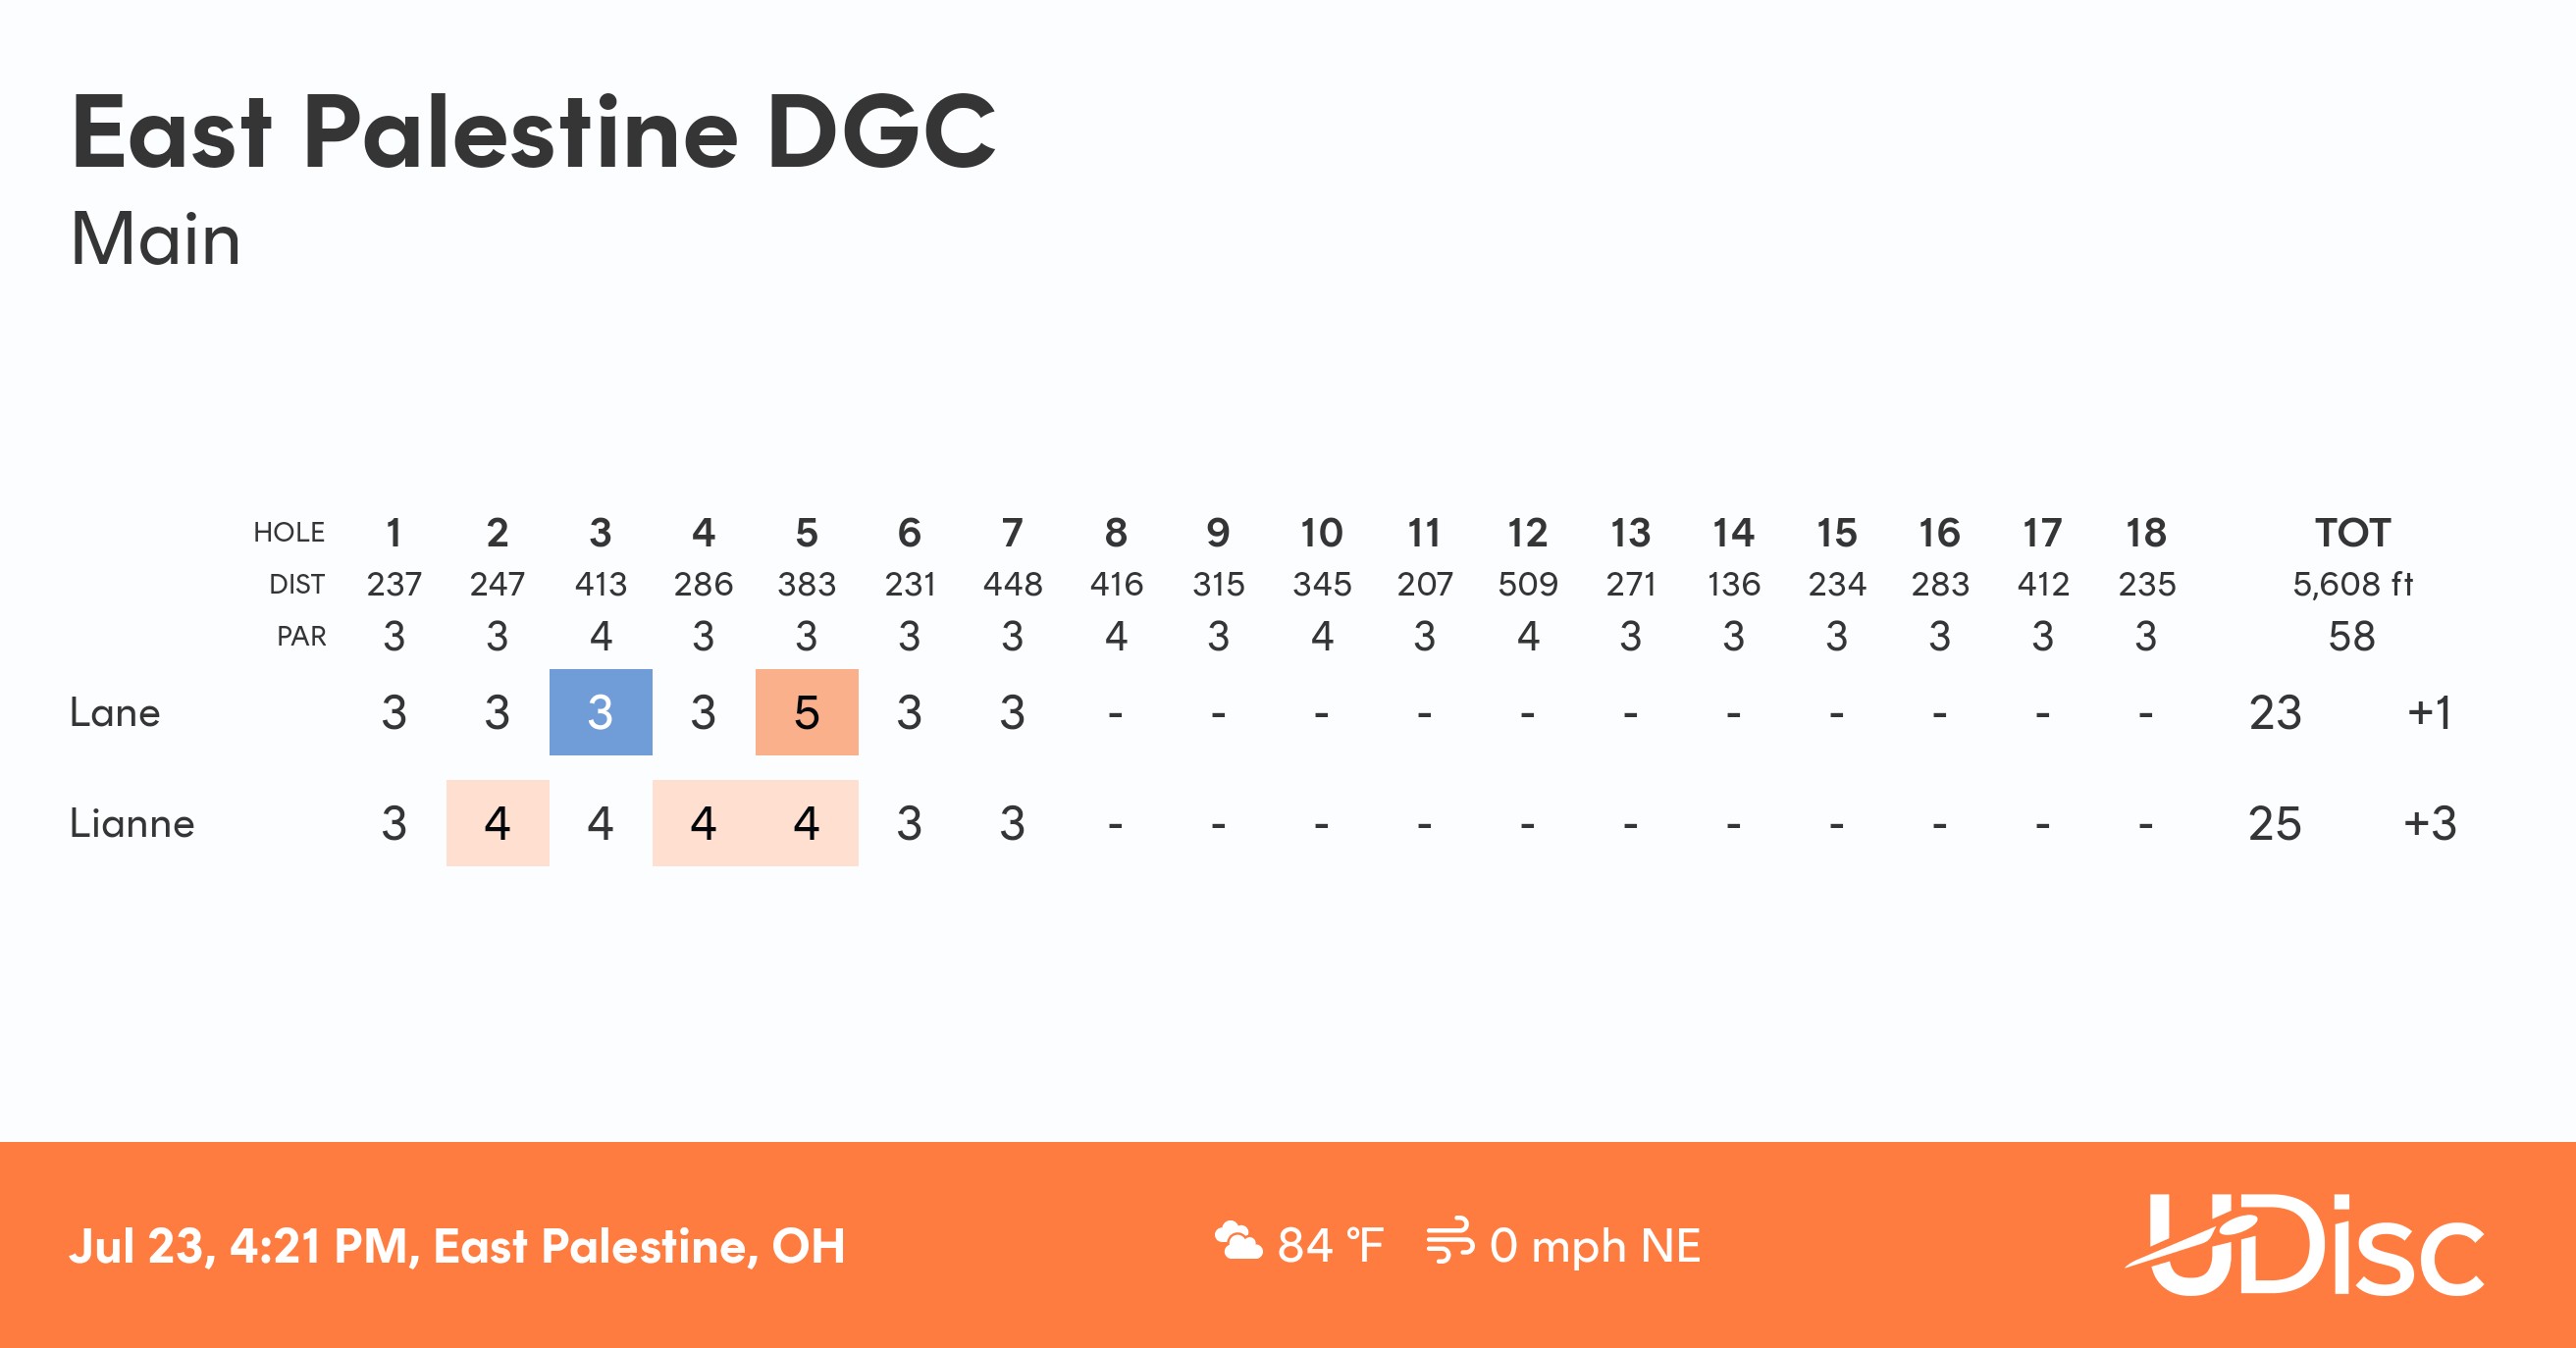 East Palestine DGC
Main
HOLE 1 2 3 4 5 6 7 8 9 10 11 12 13 14 15 16 17 18 TOT
DIST 237 247 413 286 383 231 448 416 315 345 207 509 271 136 234 283 412 235 5,608 ft
PAR 3 3 4 3 3 3 3 4 3 4 3 4 3 3 3 3 3 3 58
Lane 3 3 3 3 5 3 3 - - - - - - - - - - - 23 +1
Lianne 3 4 4 4 4 3 3 - - - - - - - - - - - 25 +3
Jul 23, 4:21 PM, East Palestine, OH 84 °F 0 mph NE UDisc